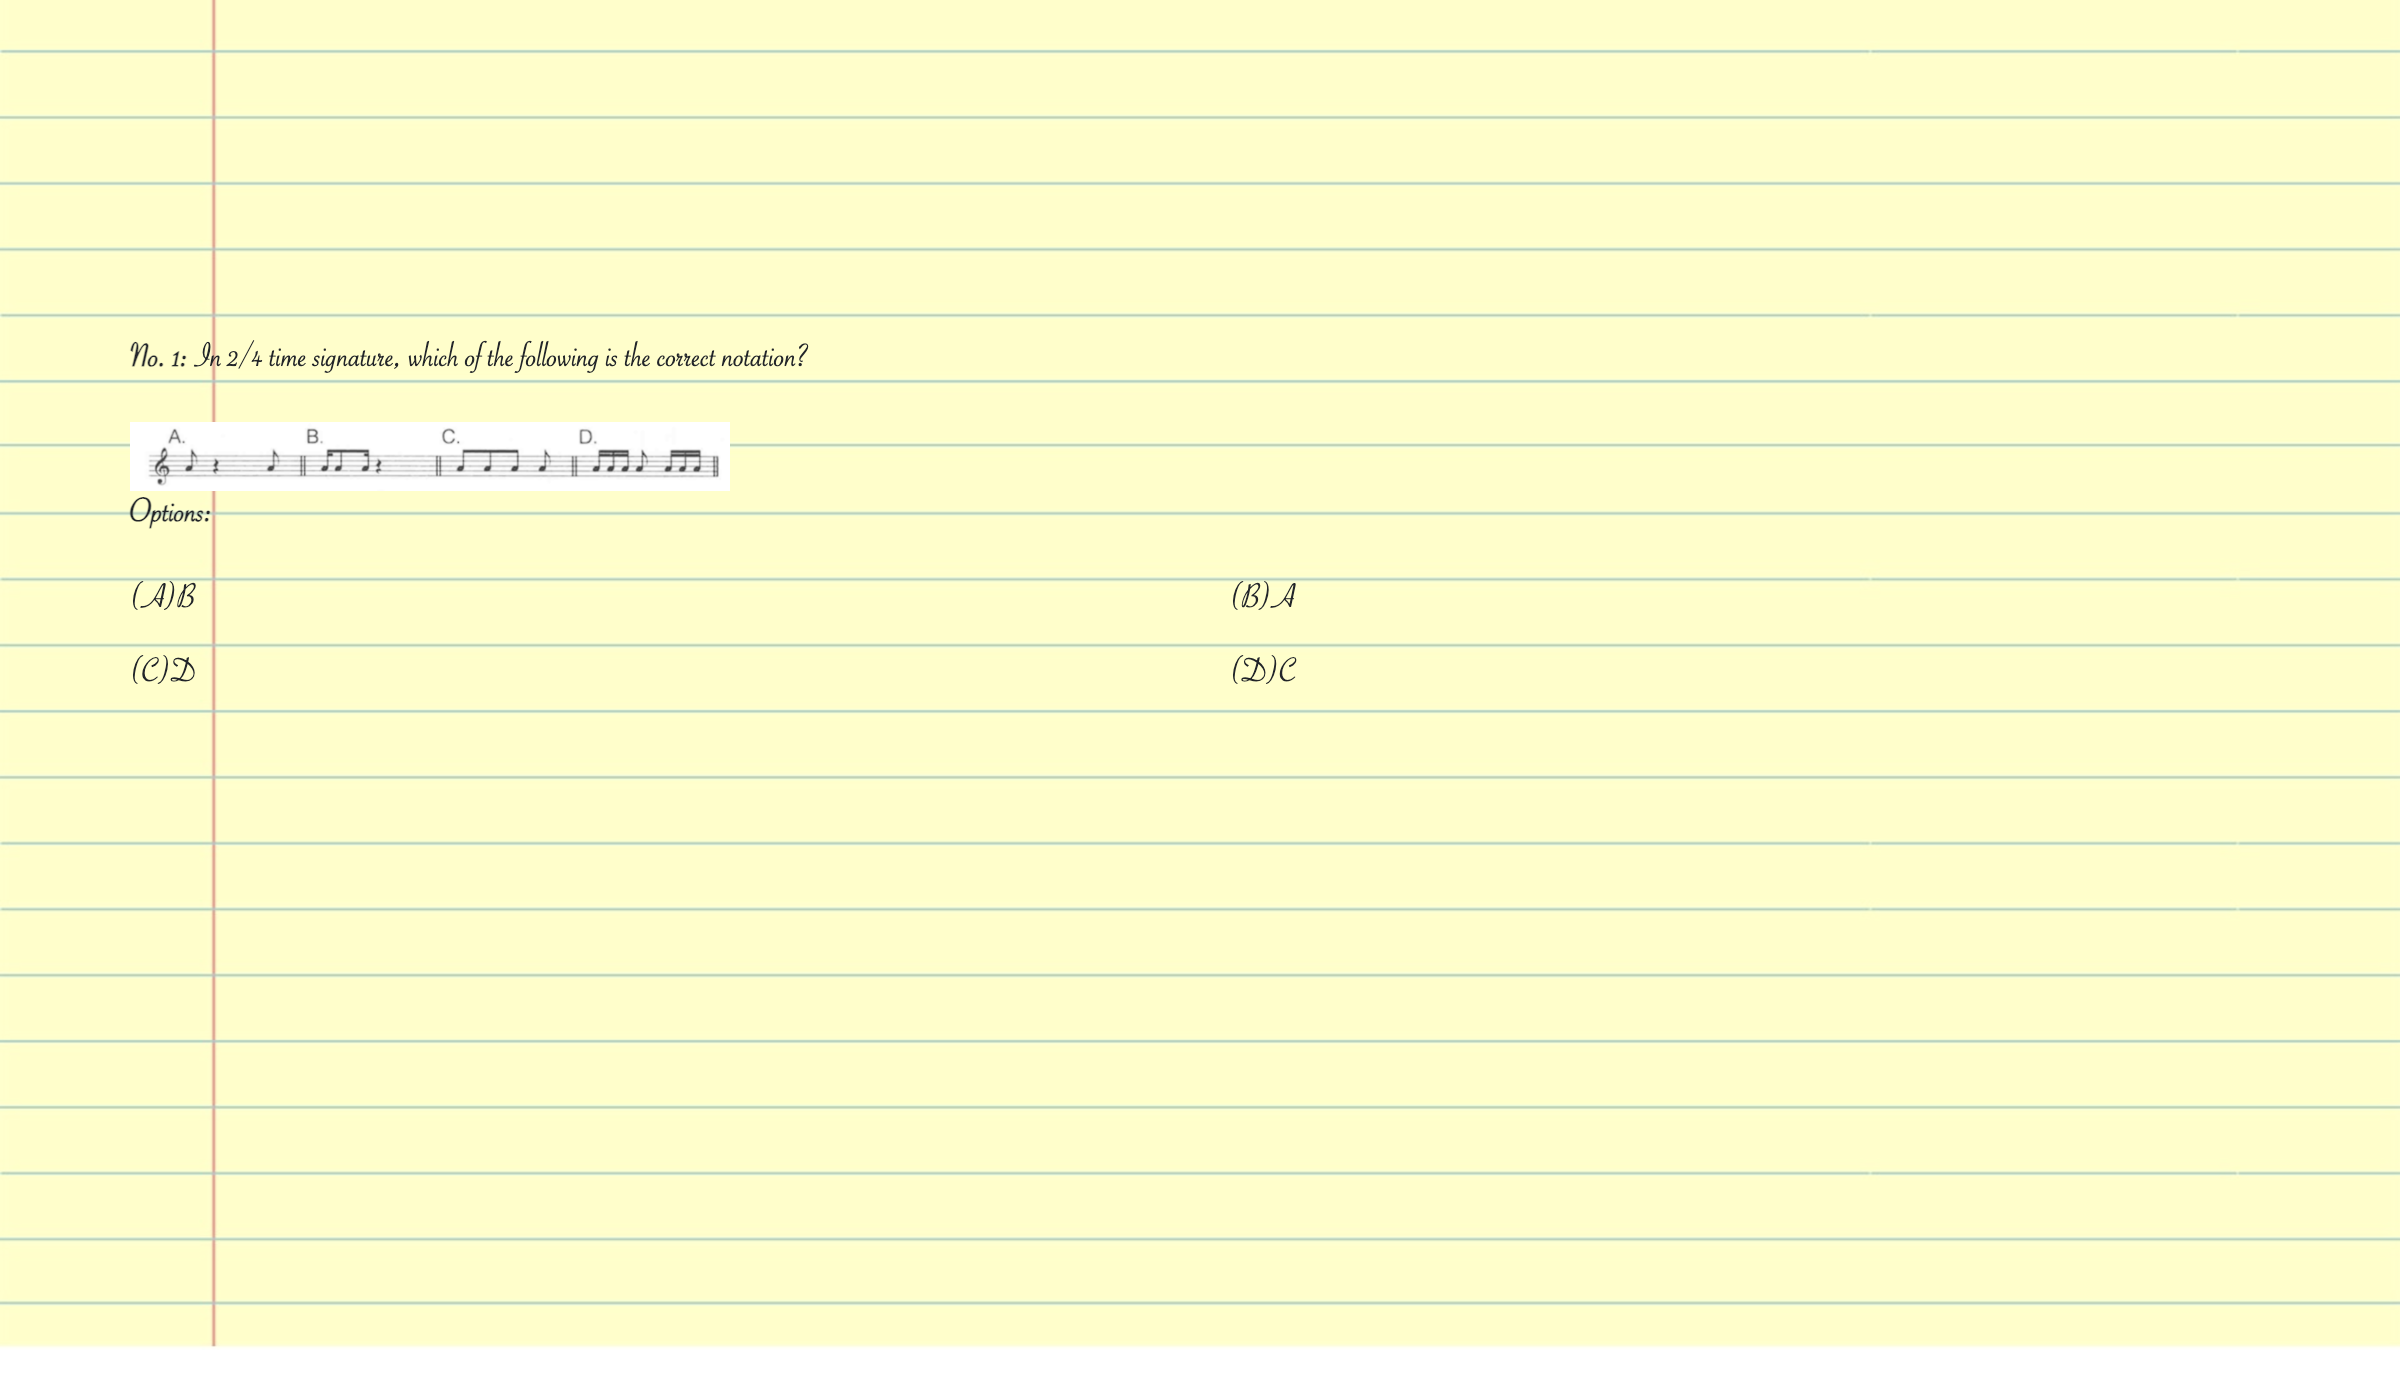 No. 1: In 2/4 time signature, which of the following is the correct notation?
A. B. C. D.
Options:
(A)B (B)A
(C)D (D)C